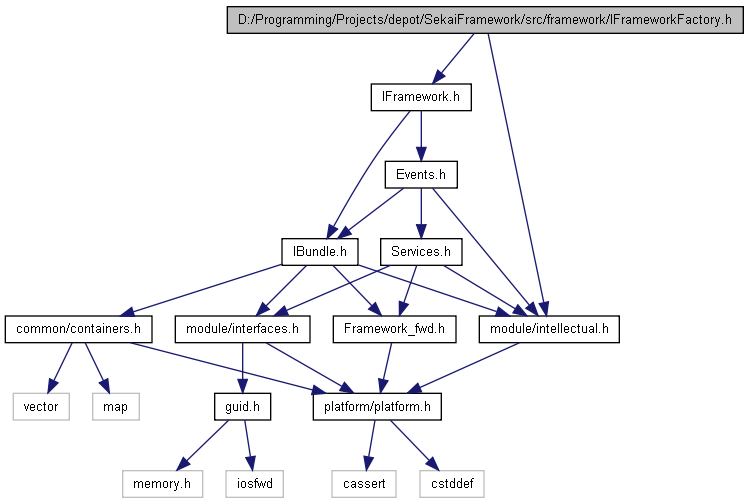 D:/Programming/Projects/depot/SekaiFramework/src/framework/IFrameworkFactory.h
IFramework.h
Events.h
IBundle.h
Services.h
common/containers.h
module/interfaces.h
Framework_fwd.h
module/intellectual.h
vector
map
guid.h
platform/platform.h
memory.h
iosfwd
cassert
cstddef